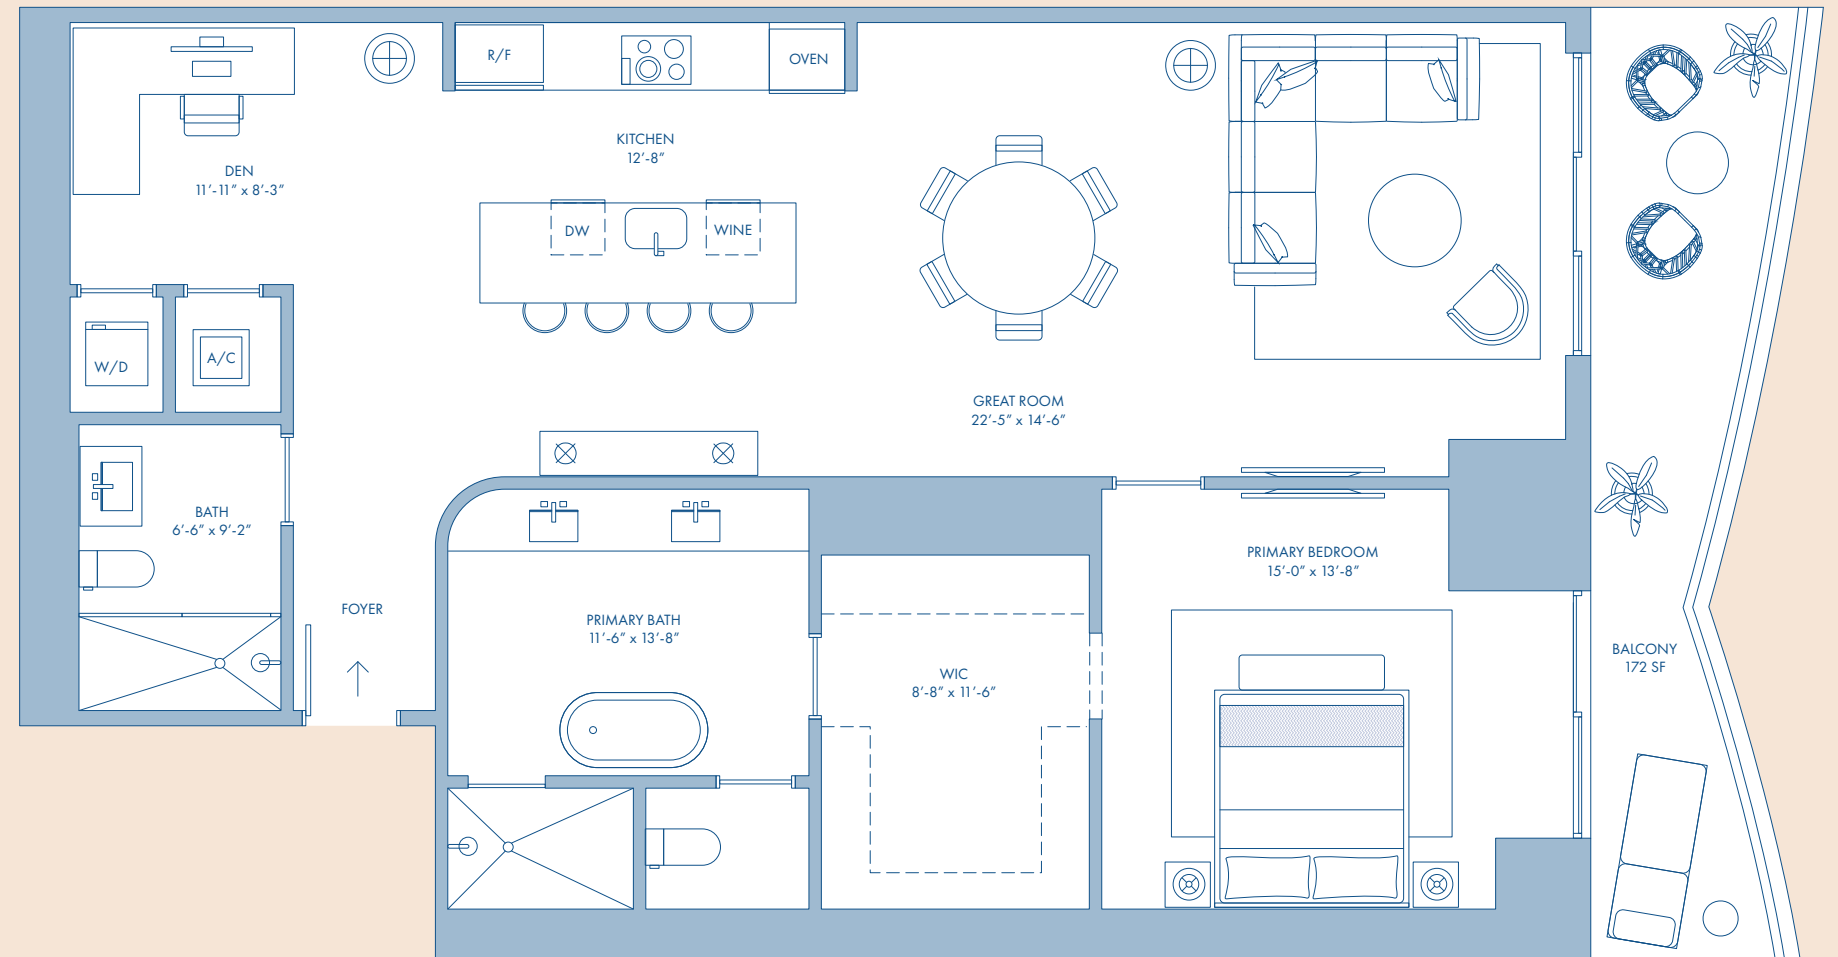 R/F
OVEN
KITCHEN
12'-8"
DEN
11'-11" x 8'-3"
DW
WINE
W/D
A/C
GREAT ROOM
22'-5" x 14'-6"
BATH
6'-6" x 9'-2"
PRIMARY BEDROOM
15'-0" x 13'-8"
FOYER
PRIMARY BATH
11'-6" x 13'-8"
WIC
8'-8" x 11'-6"
BALCONY
172 SF